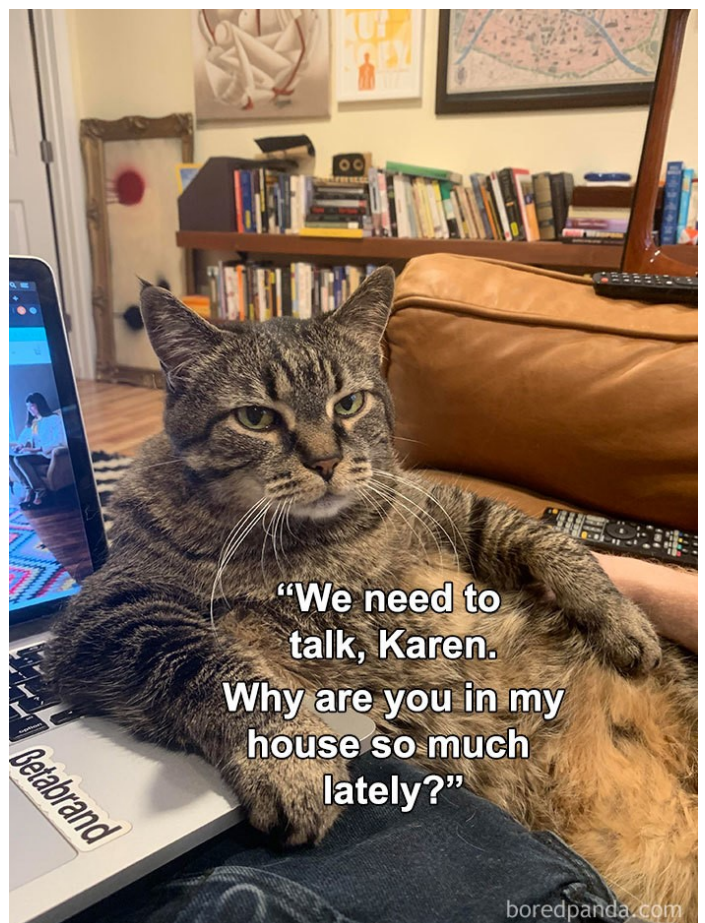 “We need to
talk, Karen.
Why are you in my
house so much
lately?”
Betabrand
boredpanda.com